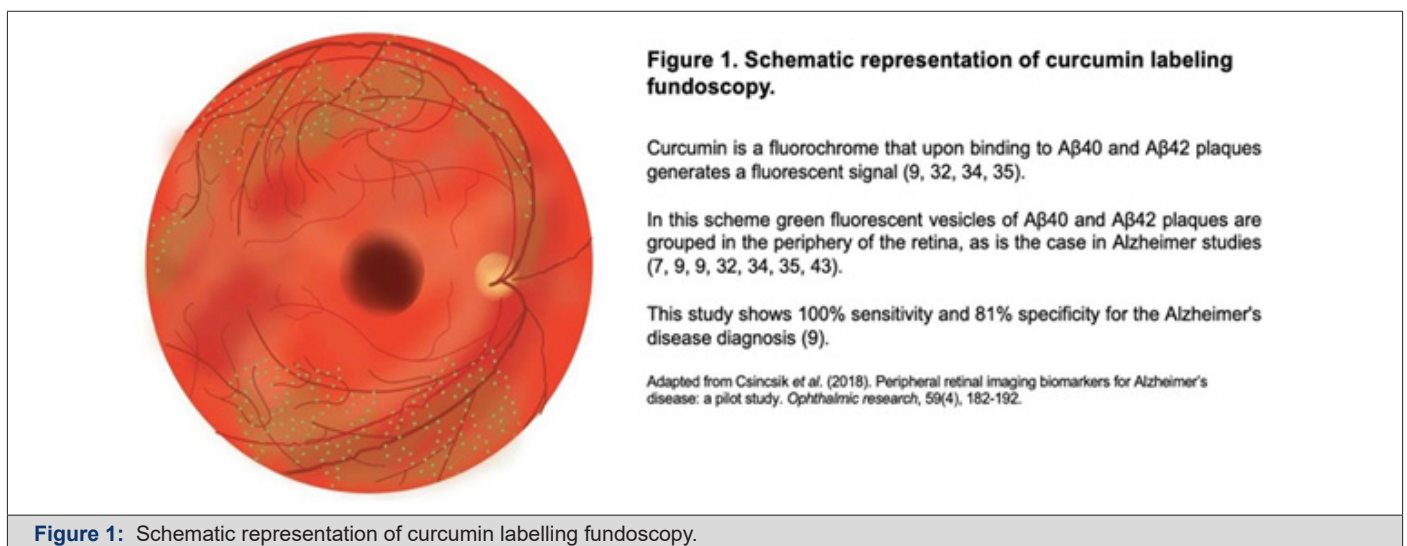 Figure 1. Schematic representation of curcumin labeling
fundoscopy.
Curcumin is a fluorochrome that upon binding to Aβ40 and Aβ42 plaques
generates a fluorescent signal (9, 32, 34, 35).
In this scheme green fluorescent vesicles of Aβ40 and Aβ42 plaques are
grouped in the periphery of the retina, as is the case in Alzheimer studies
(7, 9, 9, 32, 34, 35, 43).
This study shows 100% sensitivity and 81% specificity for the Alzheimer's
disease diagnosis (9).
Adapted from Csincsik et al. (2018). Peripheral retinal imaging biomarkers for Alzheimer's
disease: a pilot study. Ophthalmic research, 59(4), 182-192.
Figure 1: Schematic representation of curcumin labelling fundoscopy.